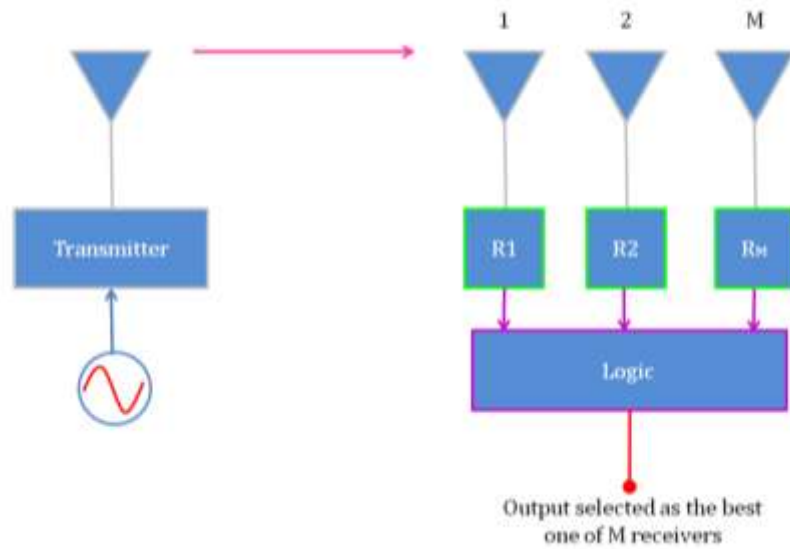 1 2 M
Transmitter
R1 R2 RM
Logic
Output selected as the best
one of M receivers